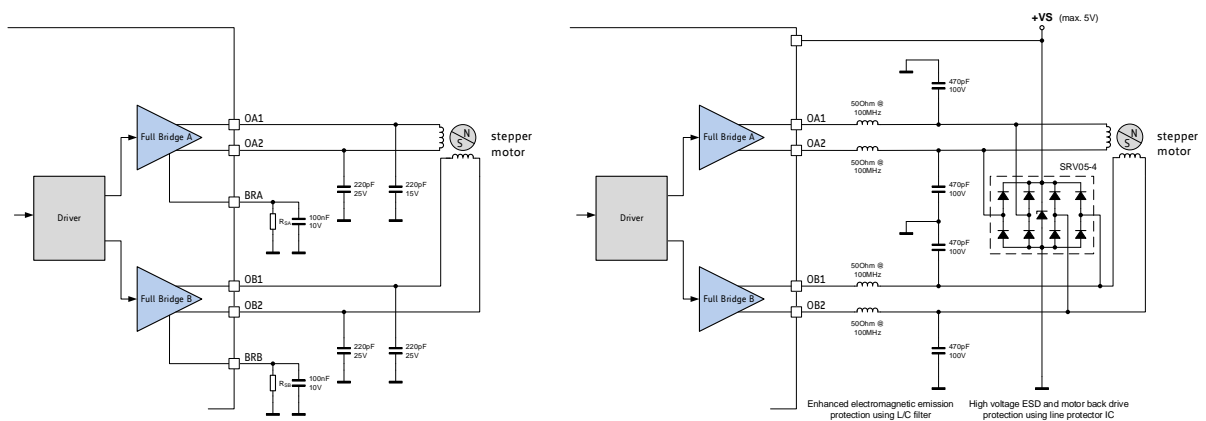 OA1
Full Bridge A
OA2
N
S
stepper
motor
220pF
25V
220pF
15V
BRA
Driver
RSA
100nF
10V
OB1
Full Bridge B
OB2
220pF
25V
220pF
25V
BRB
RSB
100nF
10V
+VS (max. 5V)
470pF
100V
50Ohm @
100MHz
OA1
Full Bridge A
OA2
50Ohm @
100MHz
N
S
stepper
motor
SRV05-4
470pF
100V
Driver
470pF
100V
50Ohm @
100MHz
OB1
Full Bridge B
OB2
50Ohm @
100MHz
470pF
100V
Enhanced electromagnetic emission
protection using L/C filter
High voltage ESD and motor back drive
protection using line protector IC